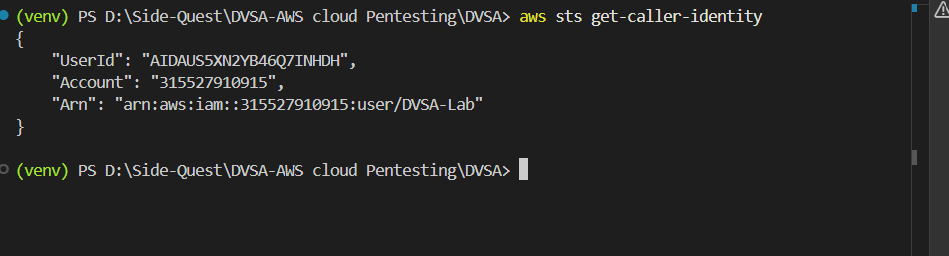 (venv) PS D:\Side-Quest\DVSA-AWS cloud Pentesting\DVSA> aws sts get-caller-identity
{
    "UserId": "AIDAUS5XN2YB46Q7INHDH",
    "Account": "315527910915",
    "Arn": "arn:aws:iam::315527910915:user/DVSA-Lab"
}
(venv) PS D:\Side-Quest\DVSA-AWS cloud Pentesting\DVSA>